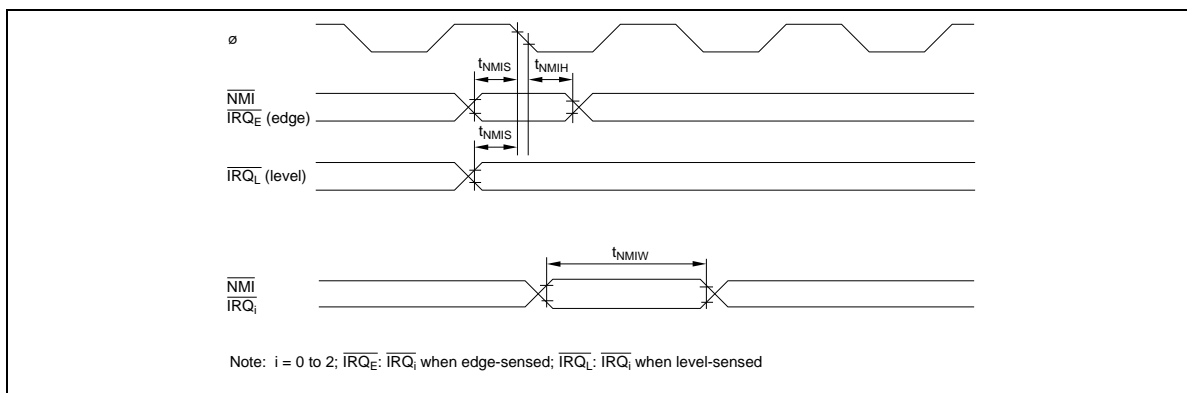 ø
tNMIS tNMIH
NMI
IRQE (edge)
tNMIS
IRQL (level)
tNMIW
NMI
IRQi
Note: i = 0 to 2; IRQE: IRQi when edge-sensed; IRQL: IRQi when level-sensed